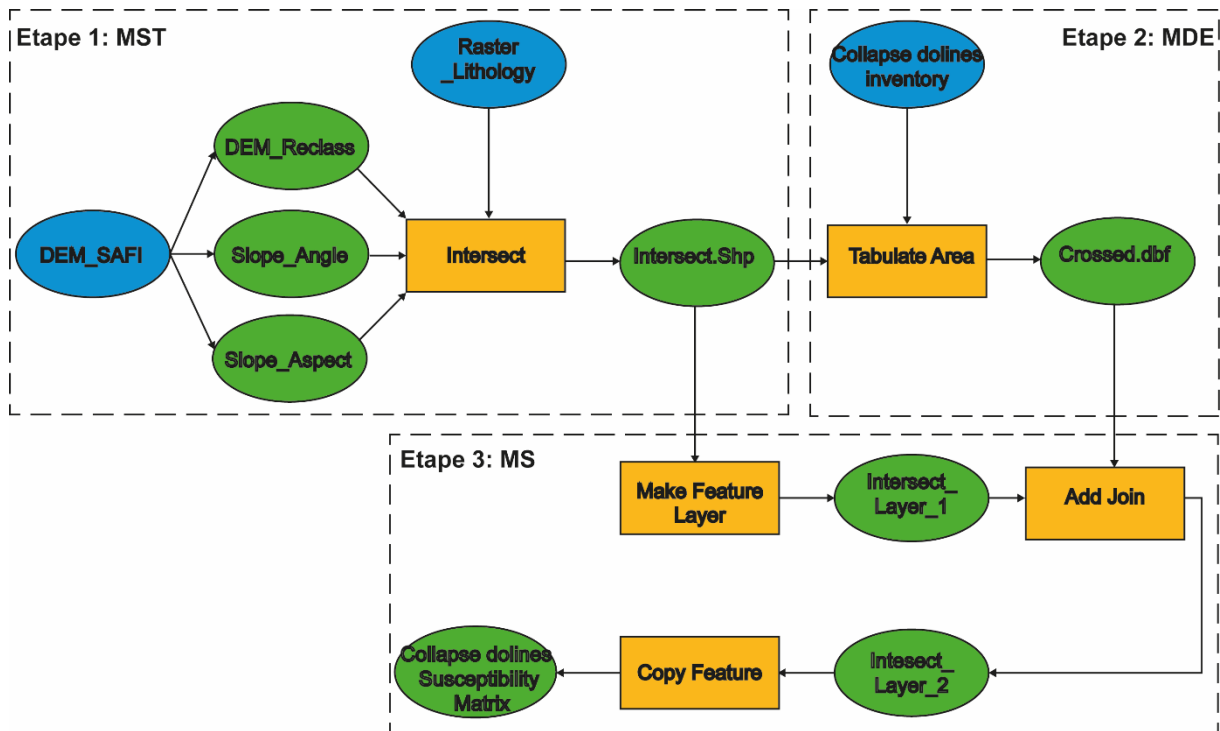 Etape 1: MST
Raster
_Lithology
DEM_Reclass
DEM_SAFI
Slope_Angle
Slope_Aspect
Intersect
Intersect.Shp
Etape 2: MDE
Collapse dolines
inventory
Tabulate Area
Crossed.dbf
Etape 3: MS
Make Feature
Layer
Intersect_
Layer_1
Add Join
Collapse dolines
Susceptibility
Matrix
Copy Feature
Intesect_
Layer_2